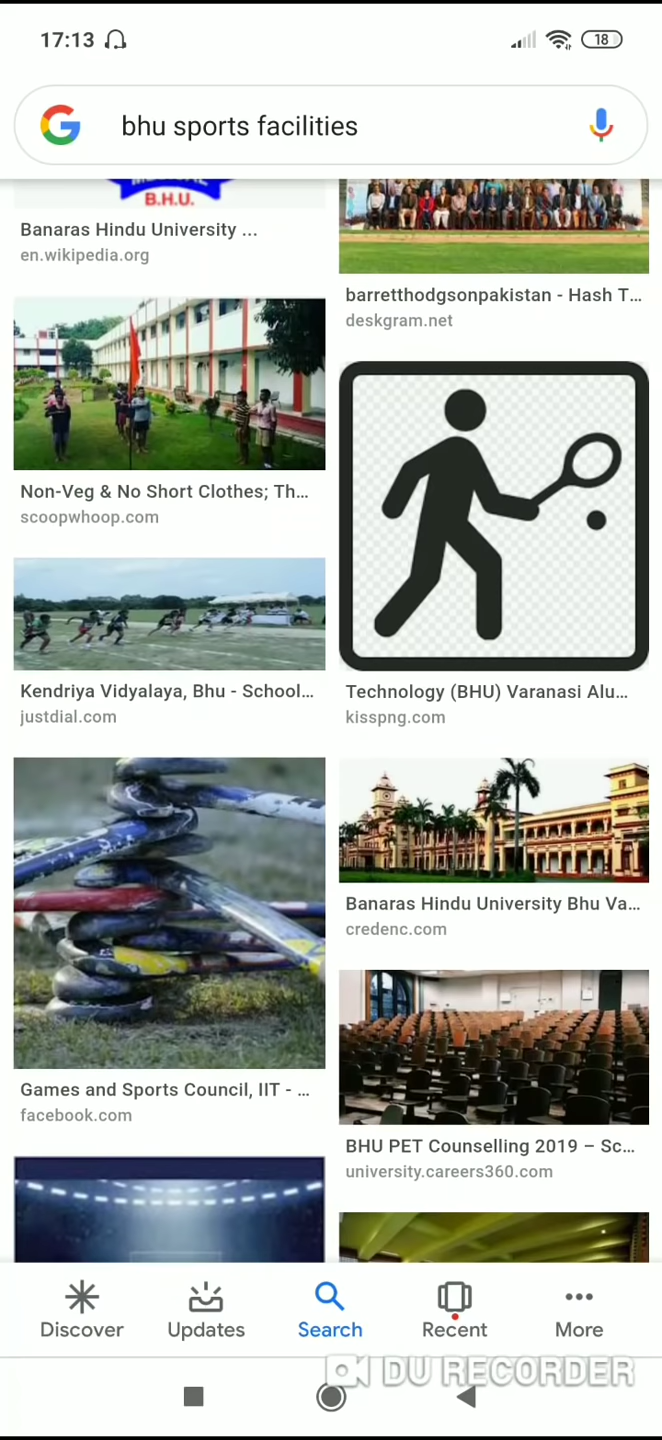 17:13
18
bhu sports facilities
B.H.U.
Banaras Hindu University ...
en.wikipedia.org
barretthodgsonpakistan - Hash T...
deskgram.net
Non-Veg & No Short Clothes; Th...
scoopwhoop.com
Kendriya Vidyalaya, Bhu - School...
justdial.com
Technology (BHU) Varanasi Alu...
kisspng.com
Banaras Hindu University Bhu Va...
credenc.com
Games and Sports Council, IIT - ...
facebook.com
BHU PET Counselling 2019 – Sc...
university.careers360.com
Discover
Updates
Search
Recent
More
DU RECORDER